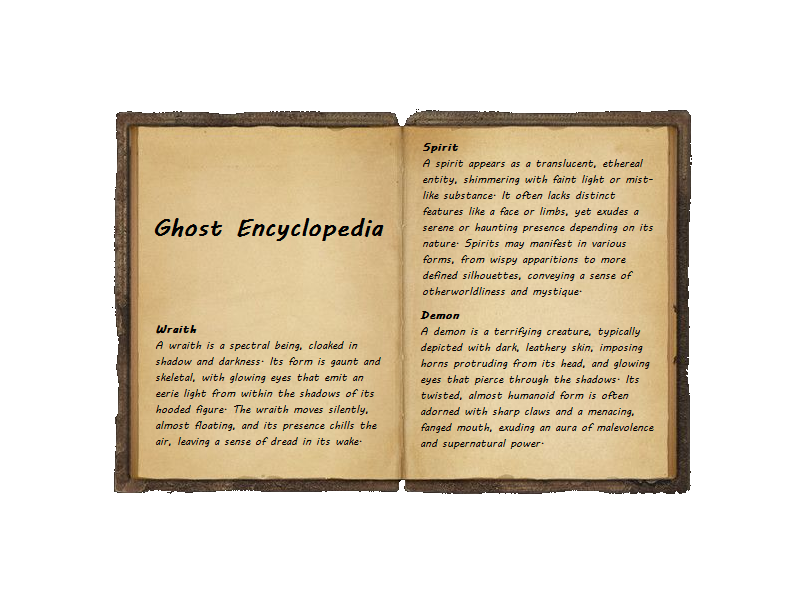 Ghost Encyclopedia
Wraith
A wraith is a spectral being, cloaked in
shadow and darkness. Its form is gaunt and
skeletal, with glowing eyes that emit an
eerie light from within the shadows of its
hooded figure. The wraith moves silently,
almost floating, and its presence chills the
air, leaving a sense of dread in its wake.
Spirit
A spirit appears as a translucent, ethereal
entity, shimmering with faint light or mist-
like substance. It often lacks distinct
features like a face or limbs, yet exudes a
serene or haunting presence depending on its
nature. Spirits may manifest in various
forms, from wispy apparitions to more
defined silhouettes, conveying a sense of
otherworldliness and mystique.
Demon
A demon is a terrifying creature, typically
depicted with dark, leathery skin, imposing
horns protruding from its head, and glowing
eyes that pierce through the shadows. Its
twisted, almost humanoid form is often
adorned with sharp claws and a menacing,
fanged mouth, exuding an aura of malevolence
and supernatural power.